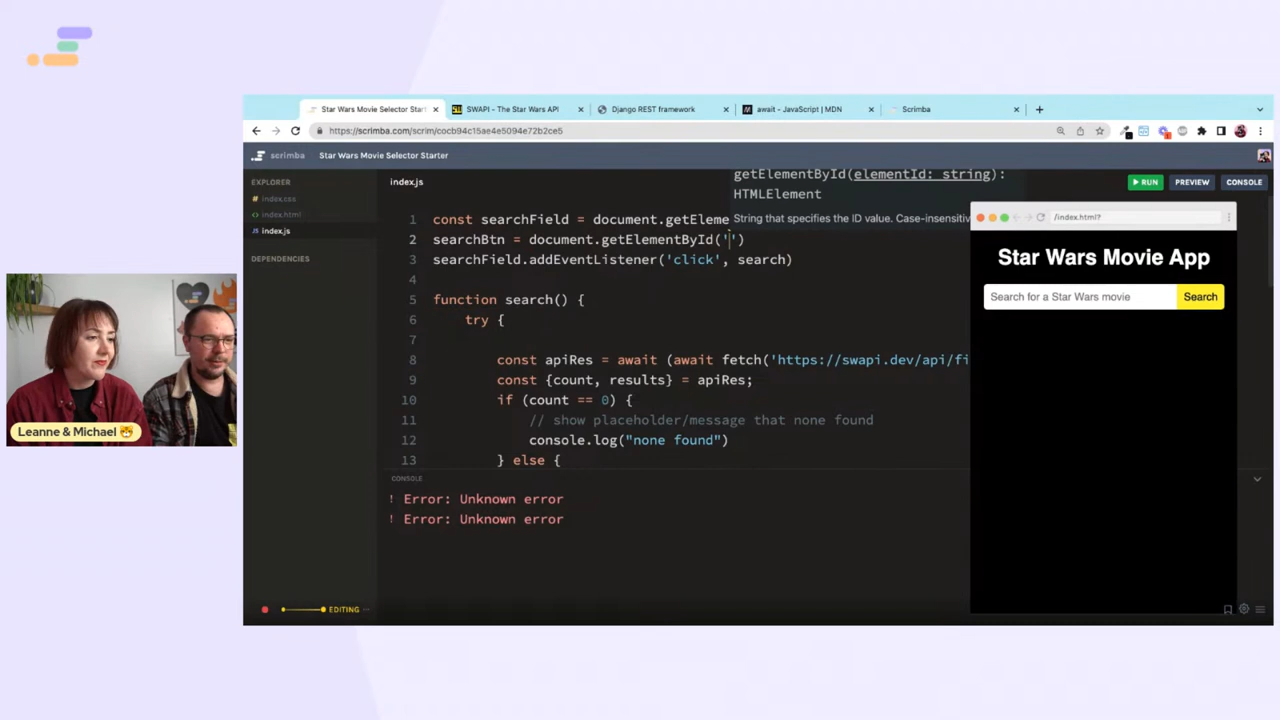 Star Wars Movie Selector Start
SWAPI - The Star Wars API
Django REST framework
await - JavaScript | MDN
Scrimba
https://scrimba.com/scrim/cocb94c15ae4e5094e72b2ce5
scrimba
Star Wars Movie Selector Starter
EXPLORER
index.css
index.html
index.js
DEPENDENCIES
index.js
RUN
PREVIEW
CONSOLE
getElementById(elementId: string):
HTMLElement
String that specifies the ID value. Case-insensitiv
1 const searchField = document.getEleme
2 searchBtn = document.getElementById('')
3 searchField.addEventListener('click', search)
4
5 function search() {
6 try {
7
8 const apiRes = await (await fetch('https://swapi.dev/api/fi
9 const {count, results} = apiRes;
10 if (count == 0) {
11 // show placeholder/message that none found
12 console.log("none found")
13 } else {
CONSOLE
! Error: Unknown error
! Error: Unknown error
EDITING
/index.html?
Star Wars Movie App
Search for a Star Wars movie
Search
Leanne & Michael